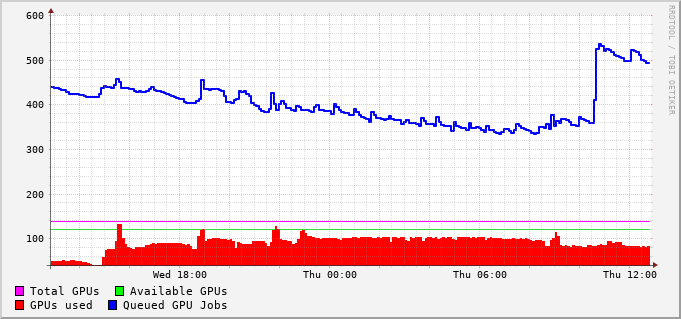 600
500
400
300
200
100
Wed 18:00 Thu 00:00 Thu 06:00 Thu 12:00
Total GPUs Available GPUs
GPUs used Queued GPU Jobs
RRDTOOL / TOBI OETIKER